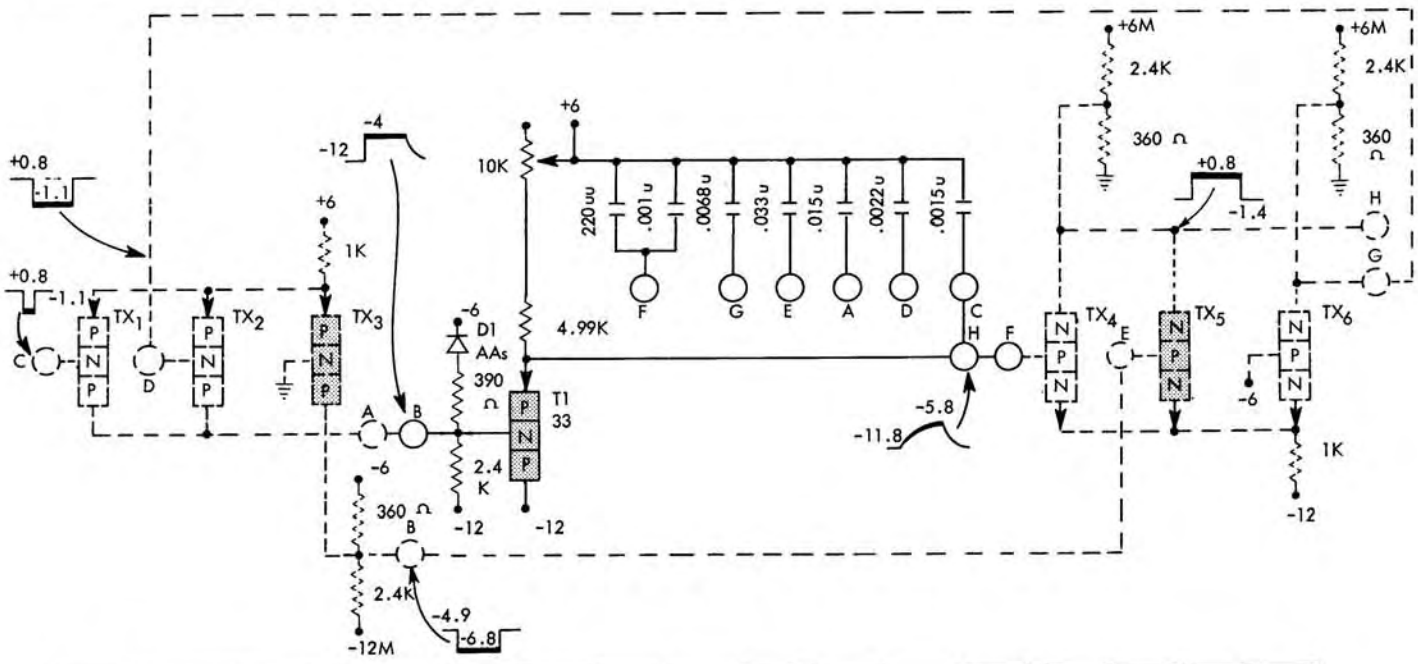 +6M
+6M
2.4K
2.4K
+6
-4
-12
360 Ω
360
Ω
10K
+0.8
+0.8
-1.1
220uu
.001u
.0068u
.033u
.015u
.0022u
.0015u
-1.4
H
+6
1K
G
+0.8
-1.1
F
G
E
A
D
C
TX1
TX2
TX3
-6
D1
AAs
4.99K
TX4
E
TX5
TX6
P
N
P
P
N
P
P
N
P
C
D
390
Ω
H
F
N
P
N
N
P
N
N
P
N
-6
A
B
T1
33
P
N
P
-5.8
-11.8
-6
2.4
K
1K
360 Ω
B
-12
-12
-12
2.4K
-4.9
-6.8
-12M